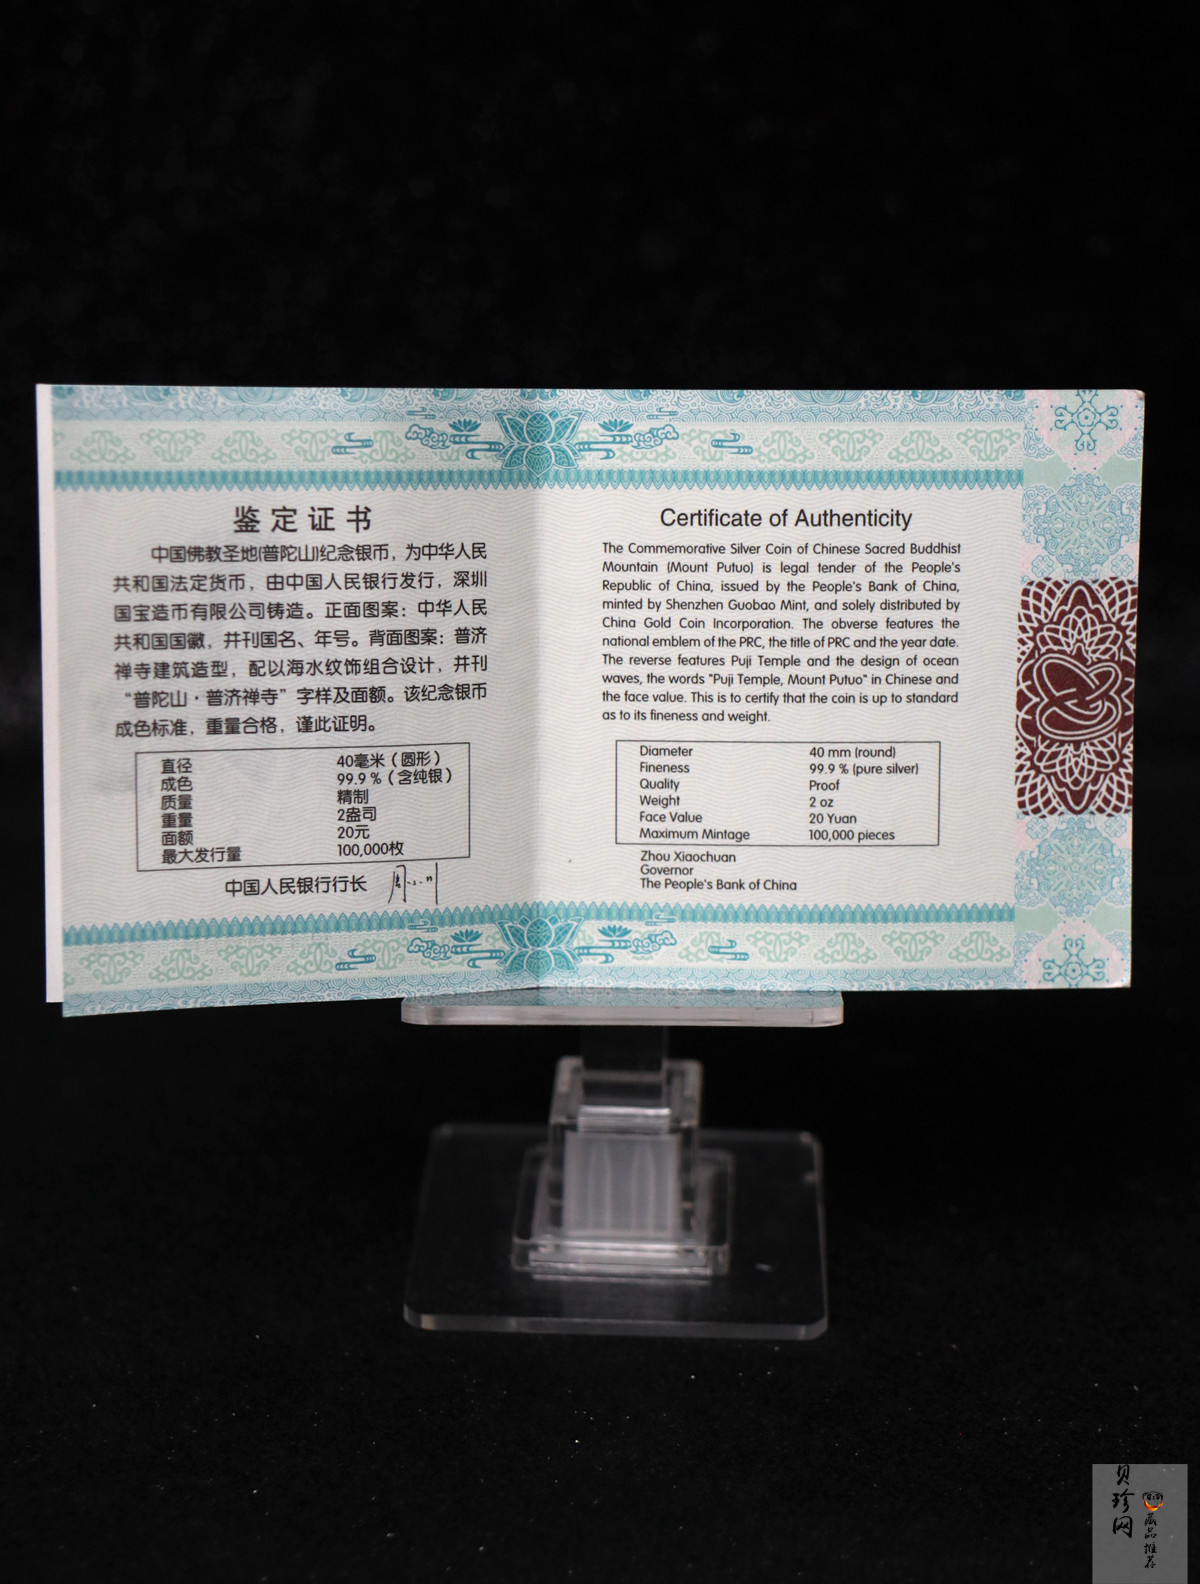 鉴定证书
中国佛教圣地(普陀山)纪念银币，为中华人民
共和国法定货币，由中国人民银行发行，深圳
国宝造币有限公司铸造。正面图案：中华人民
共和国国徽，并刊国名、年号。背面图案：普济
禅寺建筑造型，配以海水纹饰组合设计，并刊
“普陀山·普济禅寺”字样及面额。该纪念银币
成色标准，重量合格，谨此证明。
直径 40毫米（圆形）
成色 99.9％（含纯银）
质量 精制
重量 2盎司
面额 20元
最大发行量 100,000枚
中国人民银行行长
Certificate of Authenticity
The Commemorative Silver Coin of Chinese Sacred Buddhist
Mountain (Mount Putuo) is legal tender of the People's
Republic of China, issued by the People's Bank of China,
minted by Shenzhen Guobao Mint, and solely distributed by
China Gold Coin Incorporation. The obverse features the
national emblem of the PRC, the title of PRC and the year date.
The reverse features Puji Temple and the design of ocean
waves, the words "Puji Temple, Mount Putuo" in Chinese and
the face value. This is to certify that the coin is up to standard
as to its fineness and weight.
Diameter 40 mm (round)
Fineness 99.9 % (pure silver)
Quality Proof
Weight 2 oz
Face Value 20 Yuan
Maximum Mintage 100,000 pieces
Zhou Xiaochuan
Governor
The People's Bank of China
贝珍网
藏品推荐